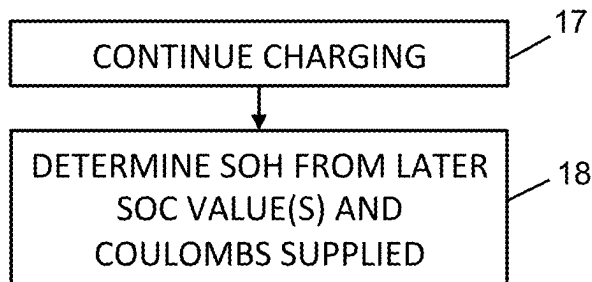 CONTINUE CHARGING
17
DETERMINE SOH FROM LATER
SOC VALUE(S) AND
COULOMBS SUPPLIED
18